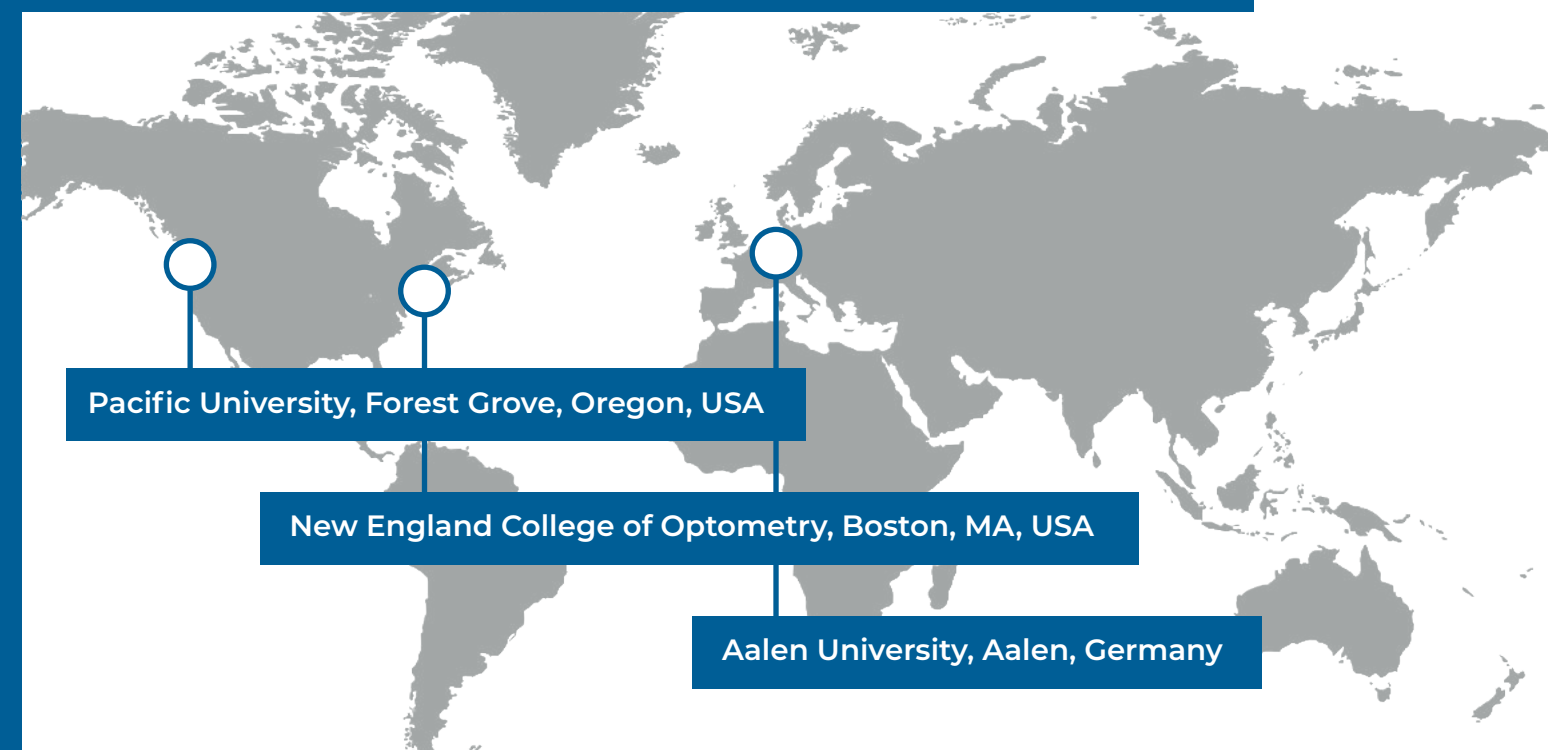 Pacific University, Forest Grove, Oregon, USA
New England College of Optometry, Boston, MA, USA
Aalen University, Aalen, Germany